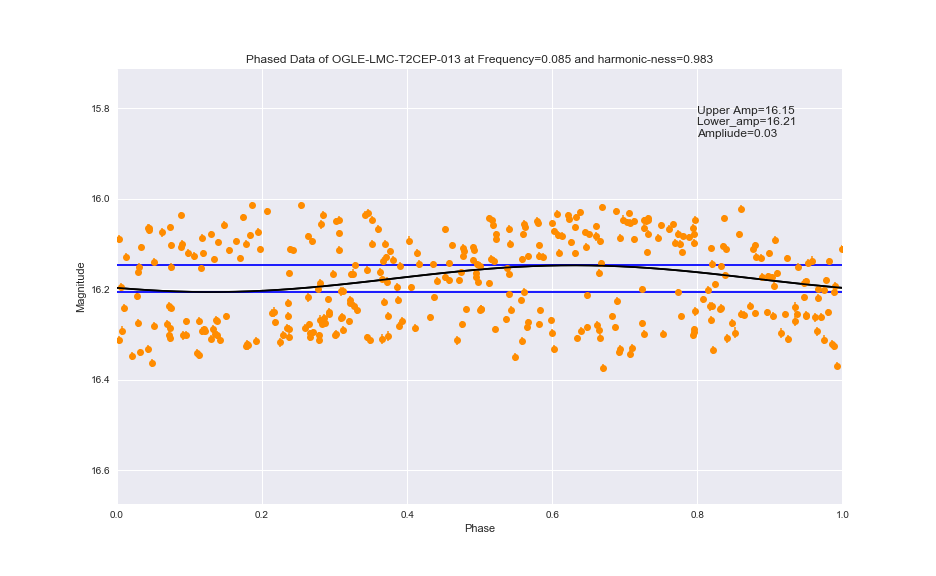 Phased Data of OGLE-LMC-T2CEP-013 at Frequency=0.085 and harmonic-ness=0.983
Upper Amp=16.15
Lower_amp=16.21
Ampliude=0.03
15.8
16.0
16.2
16.4
16.6
Magnitude
0.0 0.2 0.4 0.6 0.8 1.0
Phase